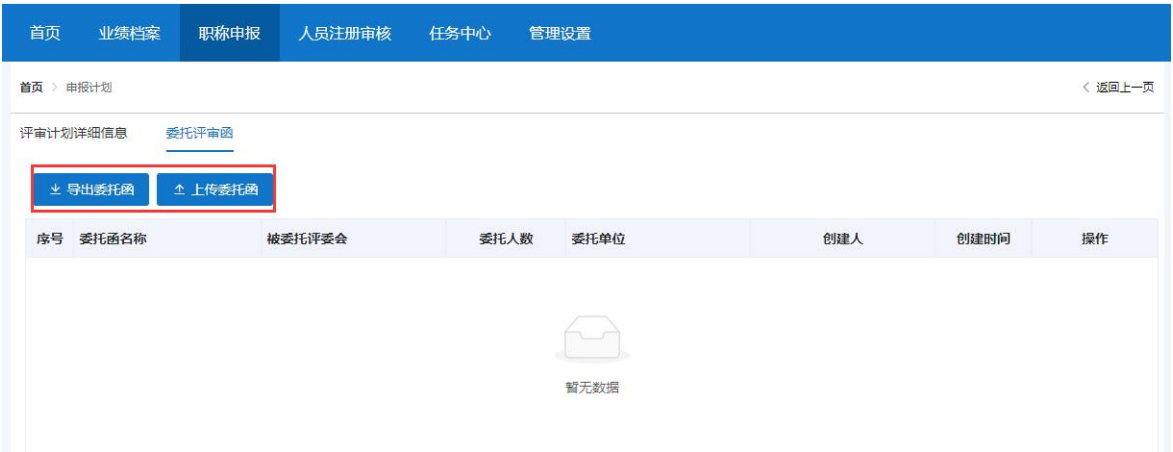 首页 业绩档案 职称申报 人员注册审核 任务中心 管理设置
首页 > 申报计划 < 返回上一页
评审计划详细信息 委托评审函
导出委托函 上传委托函
序号 委托函名称 被委托评委会 委托人数 委托单位 创建人 创建时间 操作
暂无数据